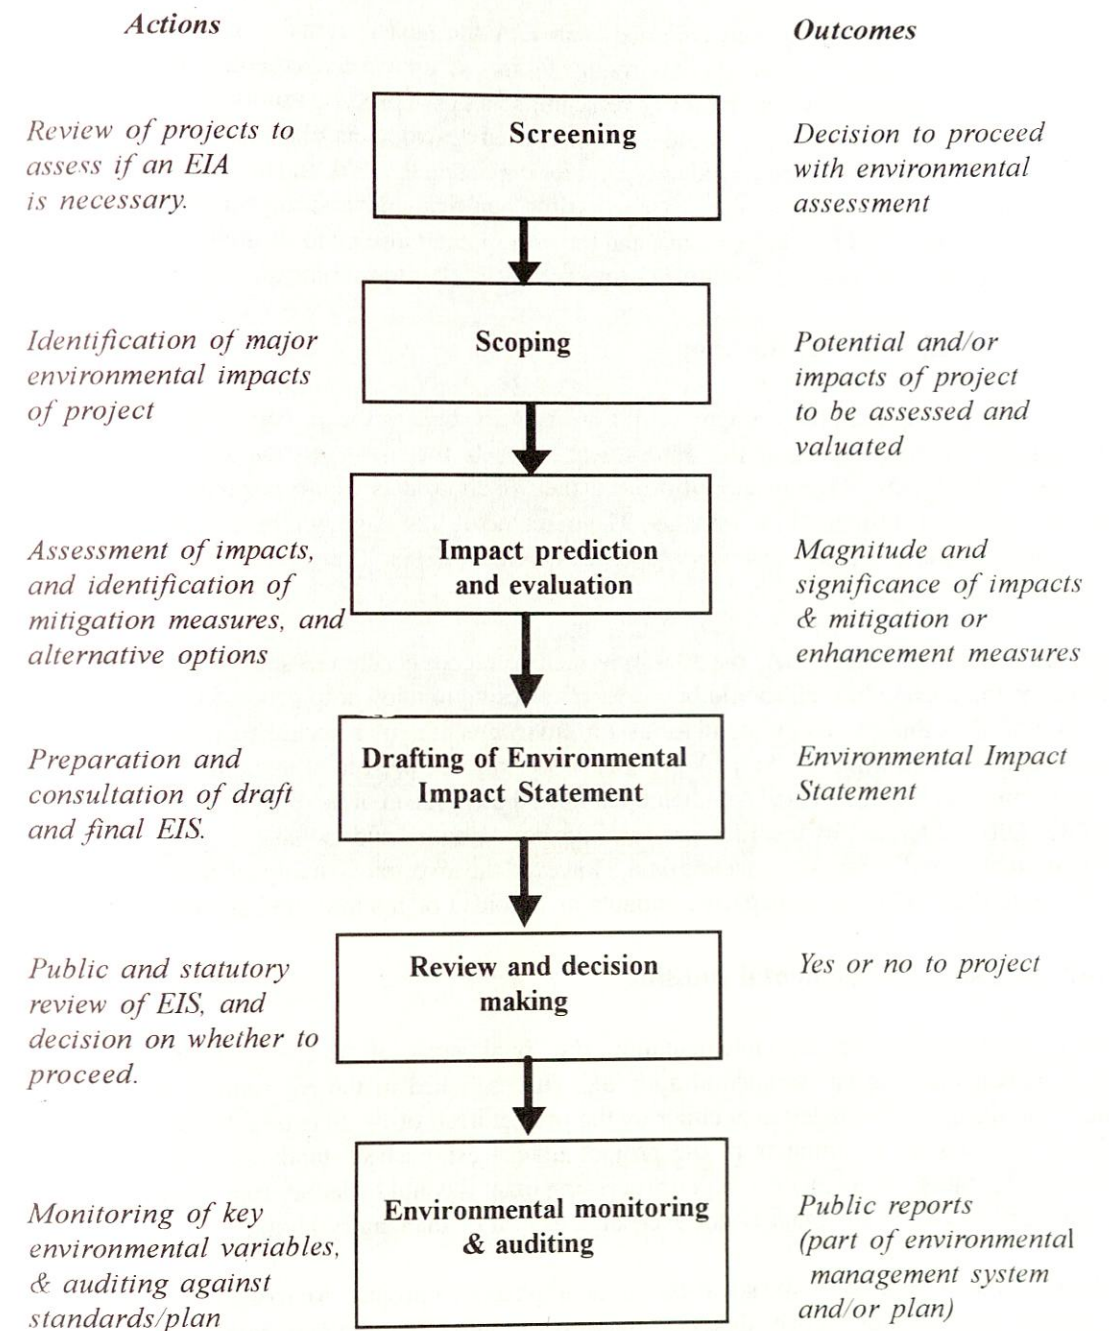 Actions
Outcomes
Review of projects to
assess if an EIA
is necessary.
Screening
Decision to proceed
with environmental
assessment
Identification of major
environmental impacts
of project
Scoping
Potential and/or
impacts of project
to be assessed and
valuated
Assessment of impacts,
and identification of
mitigation measures, and
alternative options
Impact prediction
and evaluation
Magnitude and
significance of impacts
& mitigation or
enhancement measures
Preparation and
consultation of draft
and final EIS.
Drafting of Environmental
Impact Statement
Environmental Impact
Statement
Public and statutory
review of EIS, and
decision on whether to
proceed.
Review and decision
making
Yes or no to project
Monitoring of key
environmental variables,
& auditing against
standards/plan
Environmental monitoring
& auditing
Public reports
(part of environmental
management system
and/or plan)